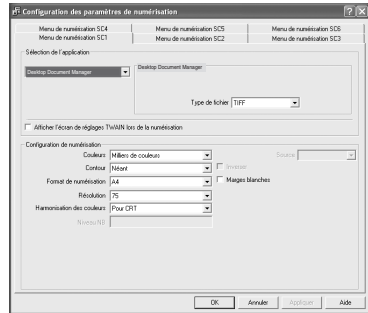 Configuration des paramètres de numérisation
Menu de numérisation SC4
Menu de numérisation SC5
Menu de numérisation SC6
Menu de numérisation SC1
Menu de numérisation SC2
Menu de numérisation SC3
Sélection de l'application
Desktop Document Manager
Desktop Document Manager
Type de fichier TIFF
Afficher l'écran de réglages TWAIN lors de la numérisation
Configuration de numérisation
Couleurs Milliers de couleurs
Source
Contour Néant
Inverser
Format de numérisation A4
Marges blanches
Résolution 75
Harmonisation des couleurs Pour CRT
Niveau NB
OK Annuler Appliquer Aide